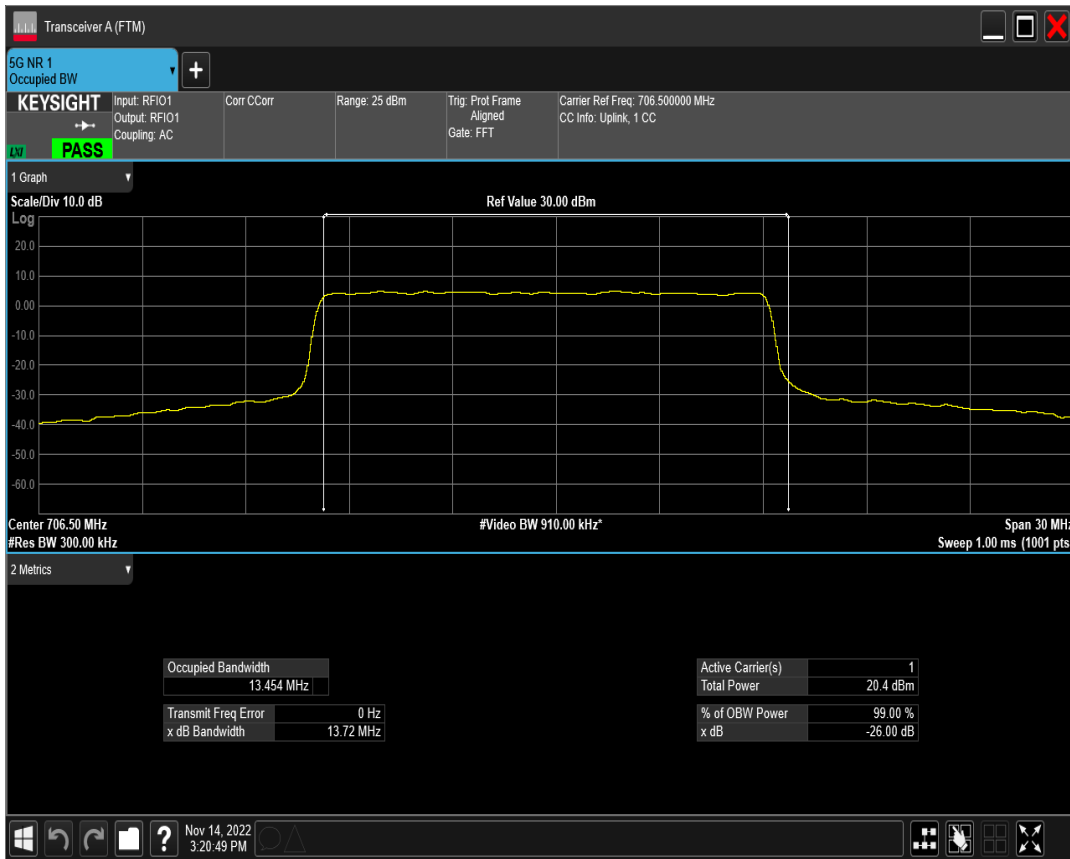 Transceiver A (FTM)
5G NR 1
Occupied BW
+
KEYSIGHT
LXI
PASS
Input: RFIO1
Output: RFIO1
Coupling: AC
Corr CCorr
Range: 25 dBm
Trig: Prot Frame
Aligned
Gate: FFT
Carrier Ref Freq: 706.500000 MHz
CC Info: Uplink, 1 CC
1 Graph
Scale/Div 10.0 dB
Ref Value 30.00 dBm
Log
20.0
10.0
0.00
-10.0
-20.0
-30.0
-40.0
-50.0
-60.0
Center 706.50 MHz
#Video BW 910.00 kHz*
Span 30 MHz
#Res BW 300.00 kHz
Sweep 1.00 ms (1001 pts
2 Metrics
Occupied Bandwidth
13.454 MHz
Transmit Freq Error 0 Hz
x dB Bandwidth 13.72 MHz
Active Carrier(s) 1
Total Power 20.4 dBm
% of OBW Power 99.00 %
x dB -26.00 dB
?
Nov 14, 2022
3:20:49 PM